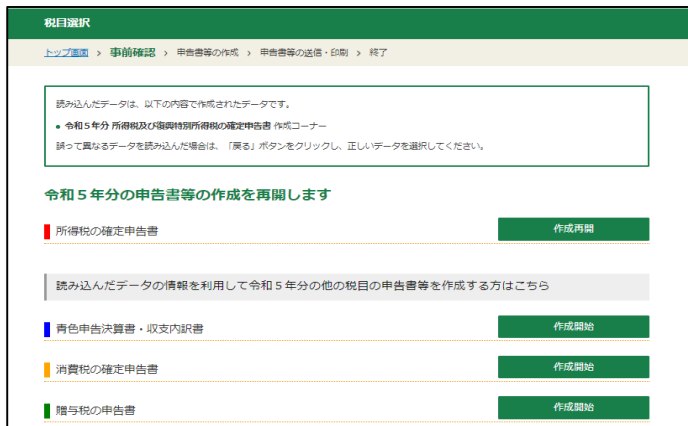 税目選択
トップ画面 > 事前確認 > 申告書等の作成 > 申告書等の送信・印刷 > 終了
読み込んだデータは、以下の内容で作成されたデータです。
• 令和5年分 所得税及び復興特別所得税の確定申告書 作成コーナー
誤って異なるデータを読み込んだ場合は、「戻る」ボタンをクリックし、正しいデータを選択してください。
令和5年分の申告書等の作成を再開します
所得税の確定申告書 作成再開
読み込んだデータの情報を利用して令和5年分の他の税目の申告書等を作成する方はこちら
青色申告決算書・収支内訳書 作成開始
消費税の確定申告書 作成開始
贈与税の申告書 作成開始